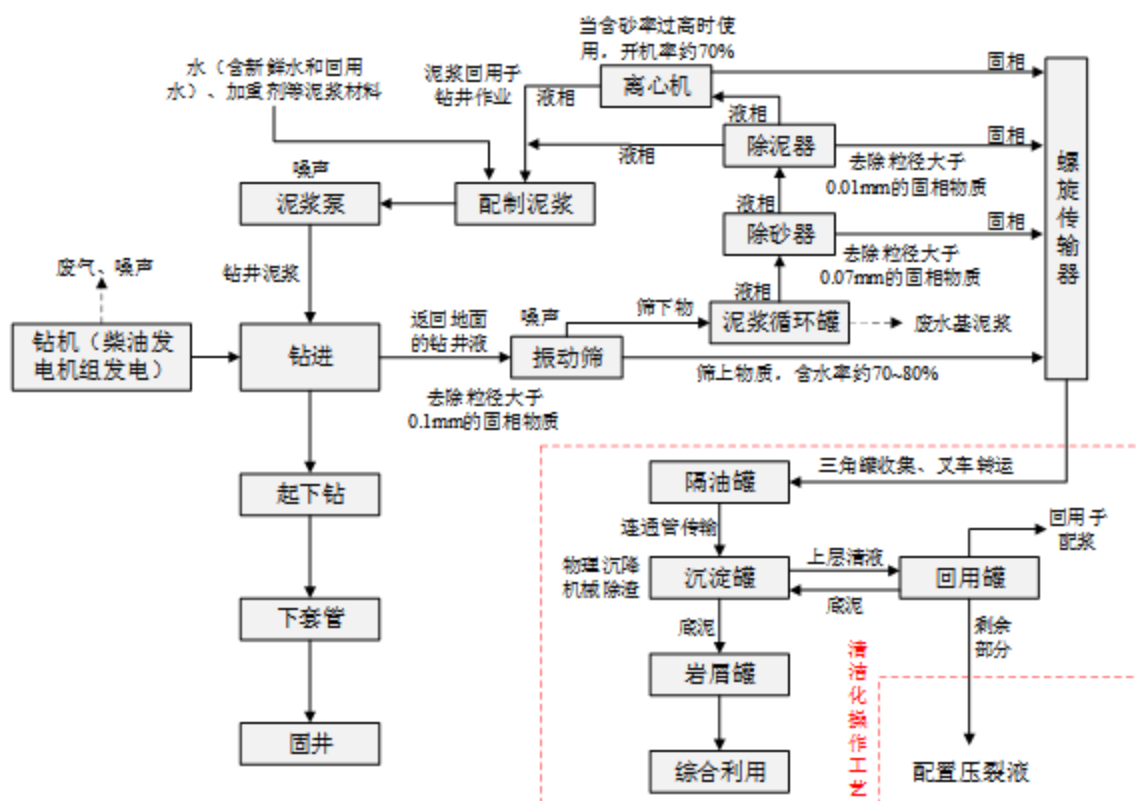 当含砂率过高时使
用，开机率约70%
水（含新鲜水和回用
水）、加重剂等泥浆材料
泥浆回用于
钻井作业
离心机
固相
液相
液相
除泥器
固相
液相
去除粒径大于
0.01mm的固相物质
螺旋传输器
噪声
泥浆泵
配制泥浆
液相
除砂器
固相
去除粒径大于
0.07mm的固相物质
废气、噪声
钻井泥浆
液相
筛下物
泥浆循环罐
废水基泥浆
钻机（柴油发
电机组发电）
钻进
返回地面
的钻井液
噪声
振动筛
筛上物质，含水率约70~80%
去除粒径大于
0.1mm的固相物质
三角罐收集、叉车转运
起下钻
隔油罐
连通管传输
回用于
配浆
物理沉降
机械除渣
沉淀罐
上层清液
回用罐
底泥
下套管
底泥
剩余
部分
岩屑罐
清洁化操作工艺
固井
综合利用
配置压裂液